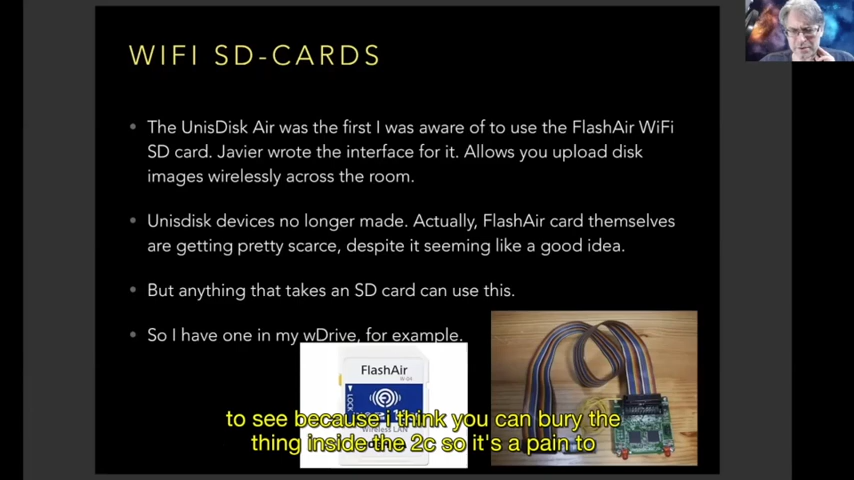 WIFI SD-CARDS
• The UnisDisk Air was the first I was aware of to use the FlashAir WiFi
SD card. Javier wrote the interface for it. Allows you upload disk
images wirelessly across the room.
• Unisdisk devices no longer made. Actually, FlashAir card themselves
are getting pretty scarce, despite it seeming like a good idea.
• But anything that takes an SD card can use this.
• So I have one in my wDrive, for example.
FlashAir
W-04
LOCK
Wireless LAN
to see because i think you can bury the
thing inside the 2c so it's a pain to